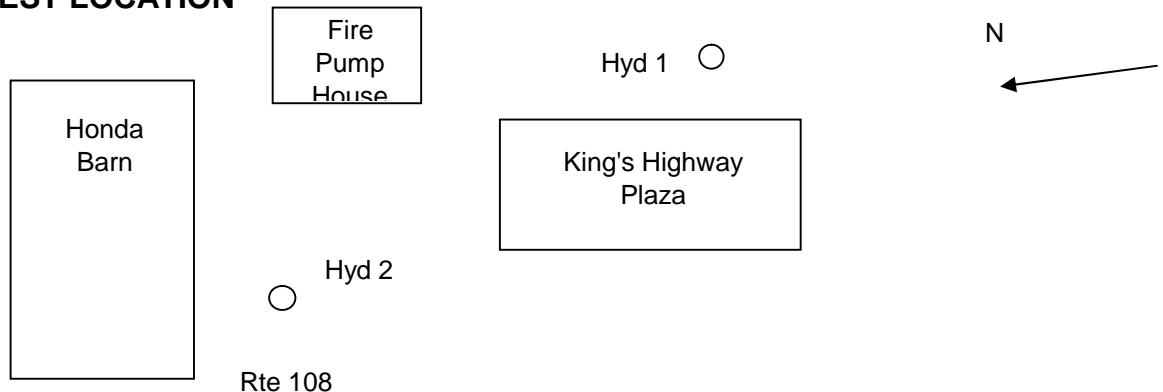 EST LOCATION
Fire
Pump
House
Hyd 1
N
Honda
Barn
King's Highway
Plaza
Hyd 2
Rte 108